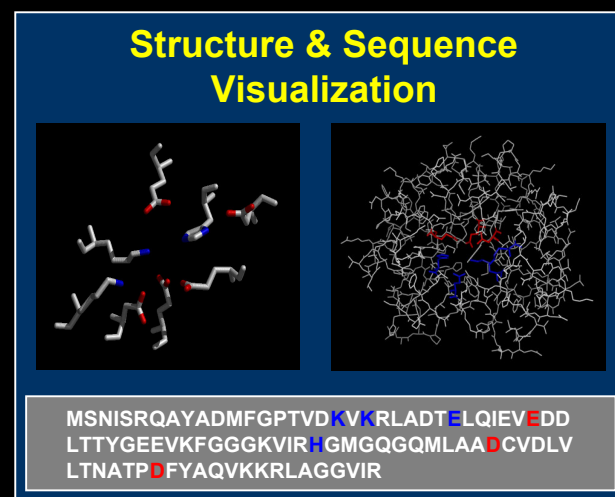 Structure & Sequence
Visualization
MSNISRQAYADMFGPTVDKVKRLADTELQIEVEDD
LTTYGEEVKFGGGKVIRHGMGQGQMLAADCVDLV
LTNATPDFYAQVKKRLAGGVIR